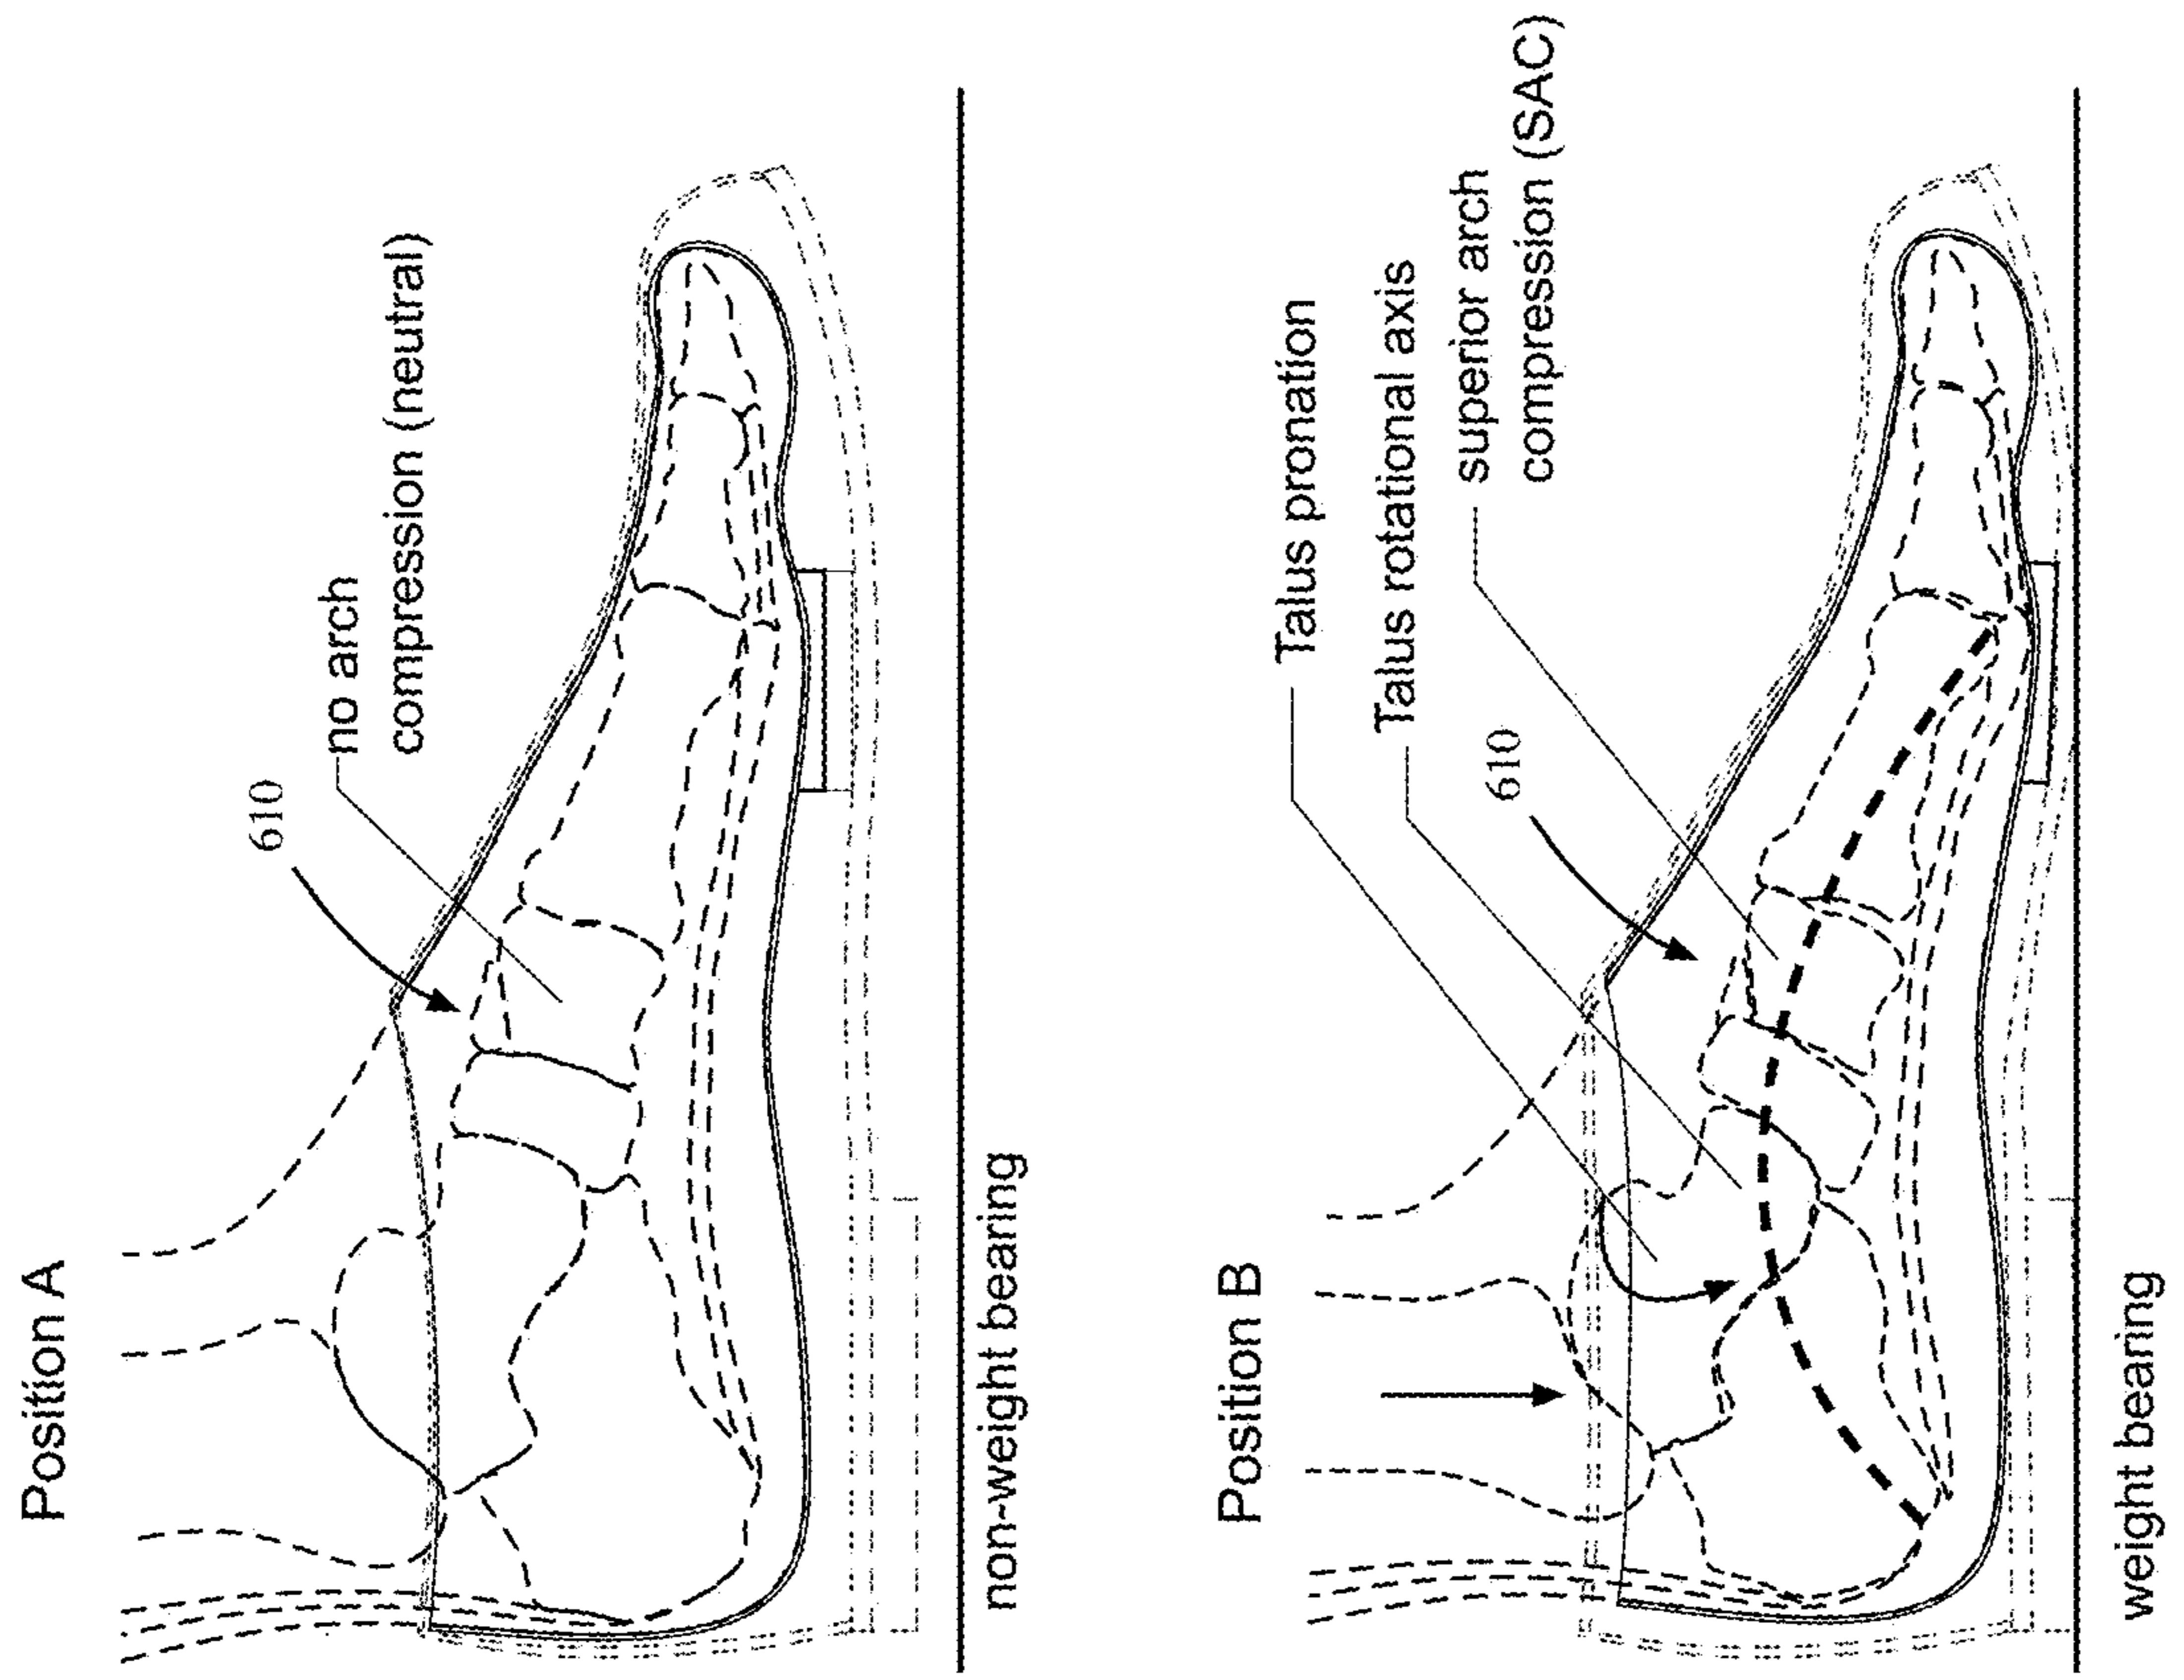 Position A
610
no arch
compression (neutral)
non-weight bearing
Position B
Talus pronation
Talus rotational axis
610
superior arch
compression (SAC)
weight bearing